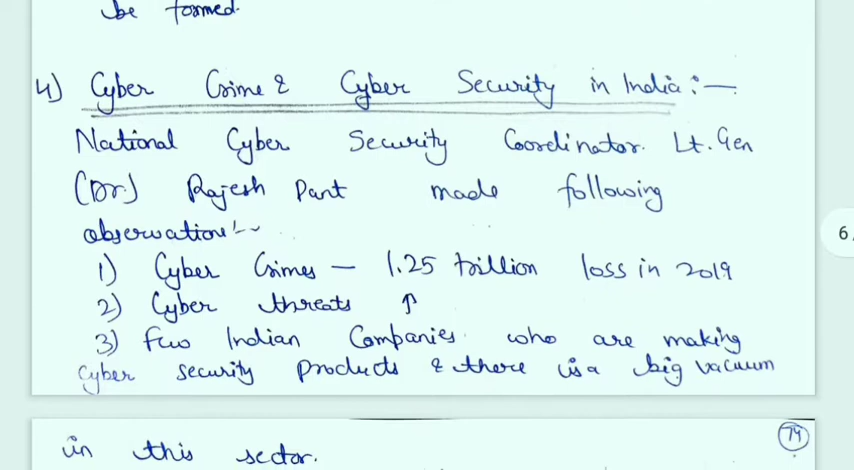 be formed.
4) Cyber Crime & Cyber Security in India :—
National Cyber Security Coordinator. Lt. Gen
(Dr.) Rajesh Pant made following
observation :-
1) Cyber Crimes — 1.25 trillion loss in 2019
2) Cyber threats ↑
3) Few Indian Companies who are making
cyber security products & there is a big vacuum
in this sector.
74
6